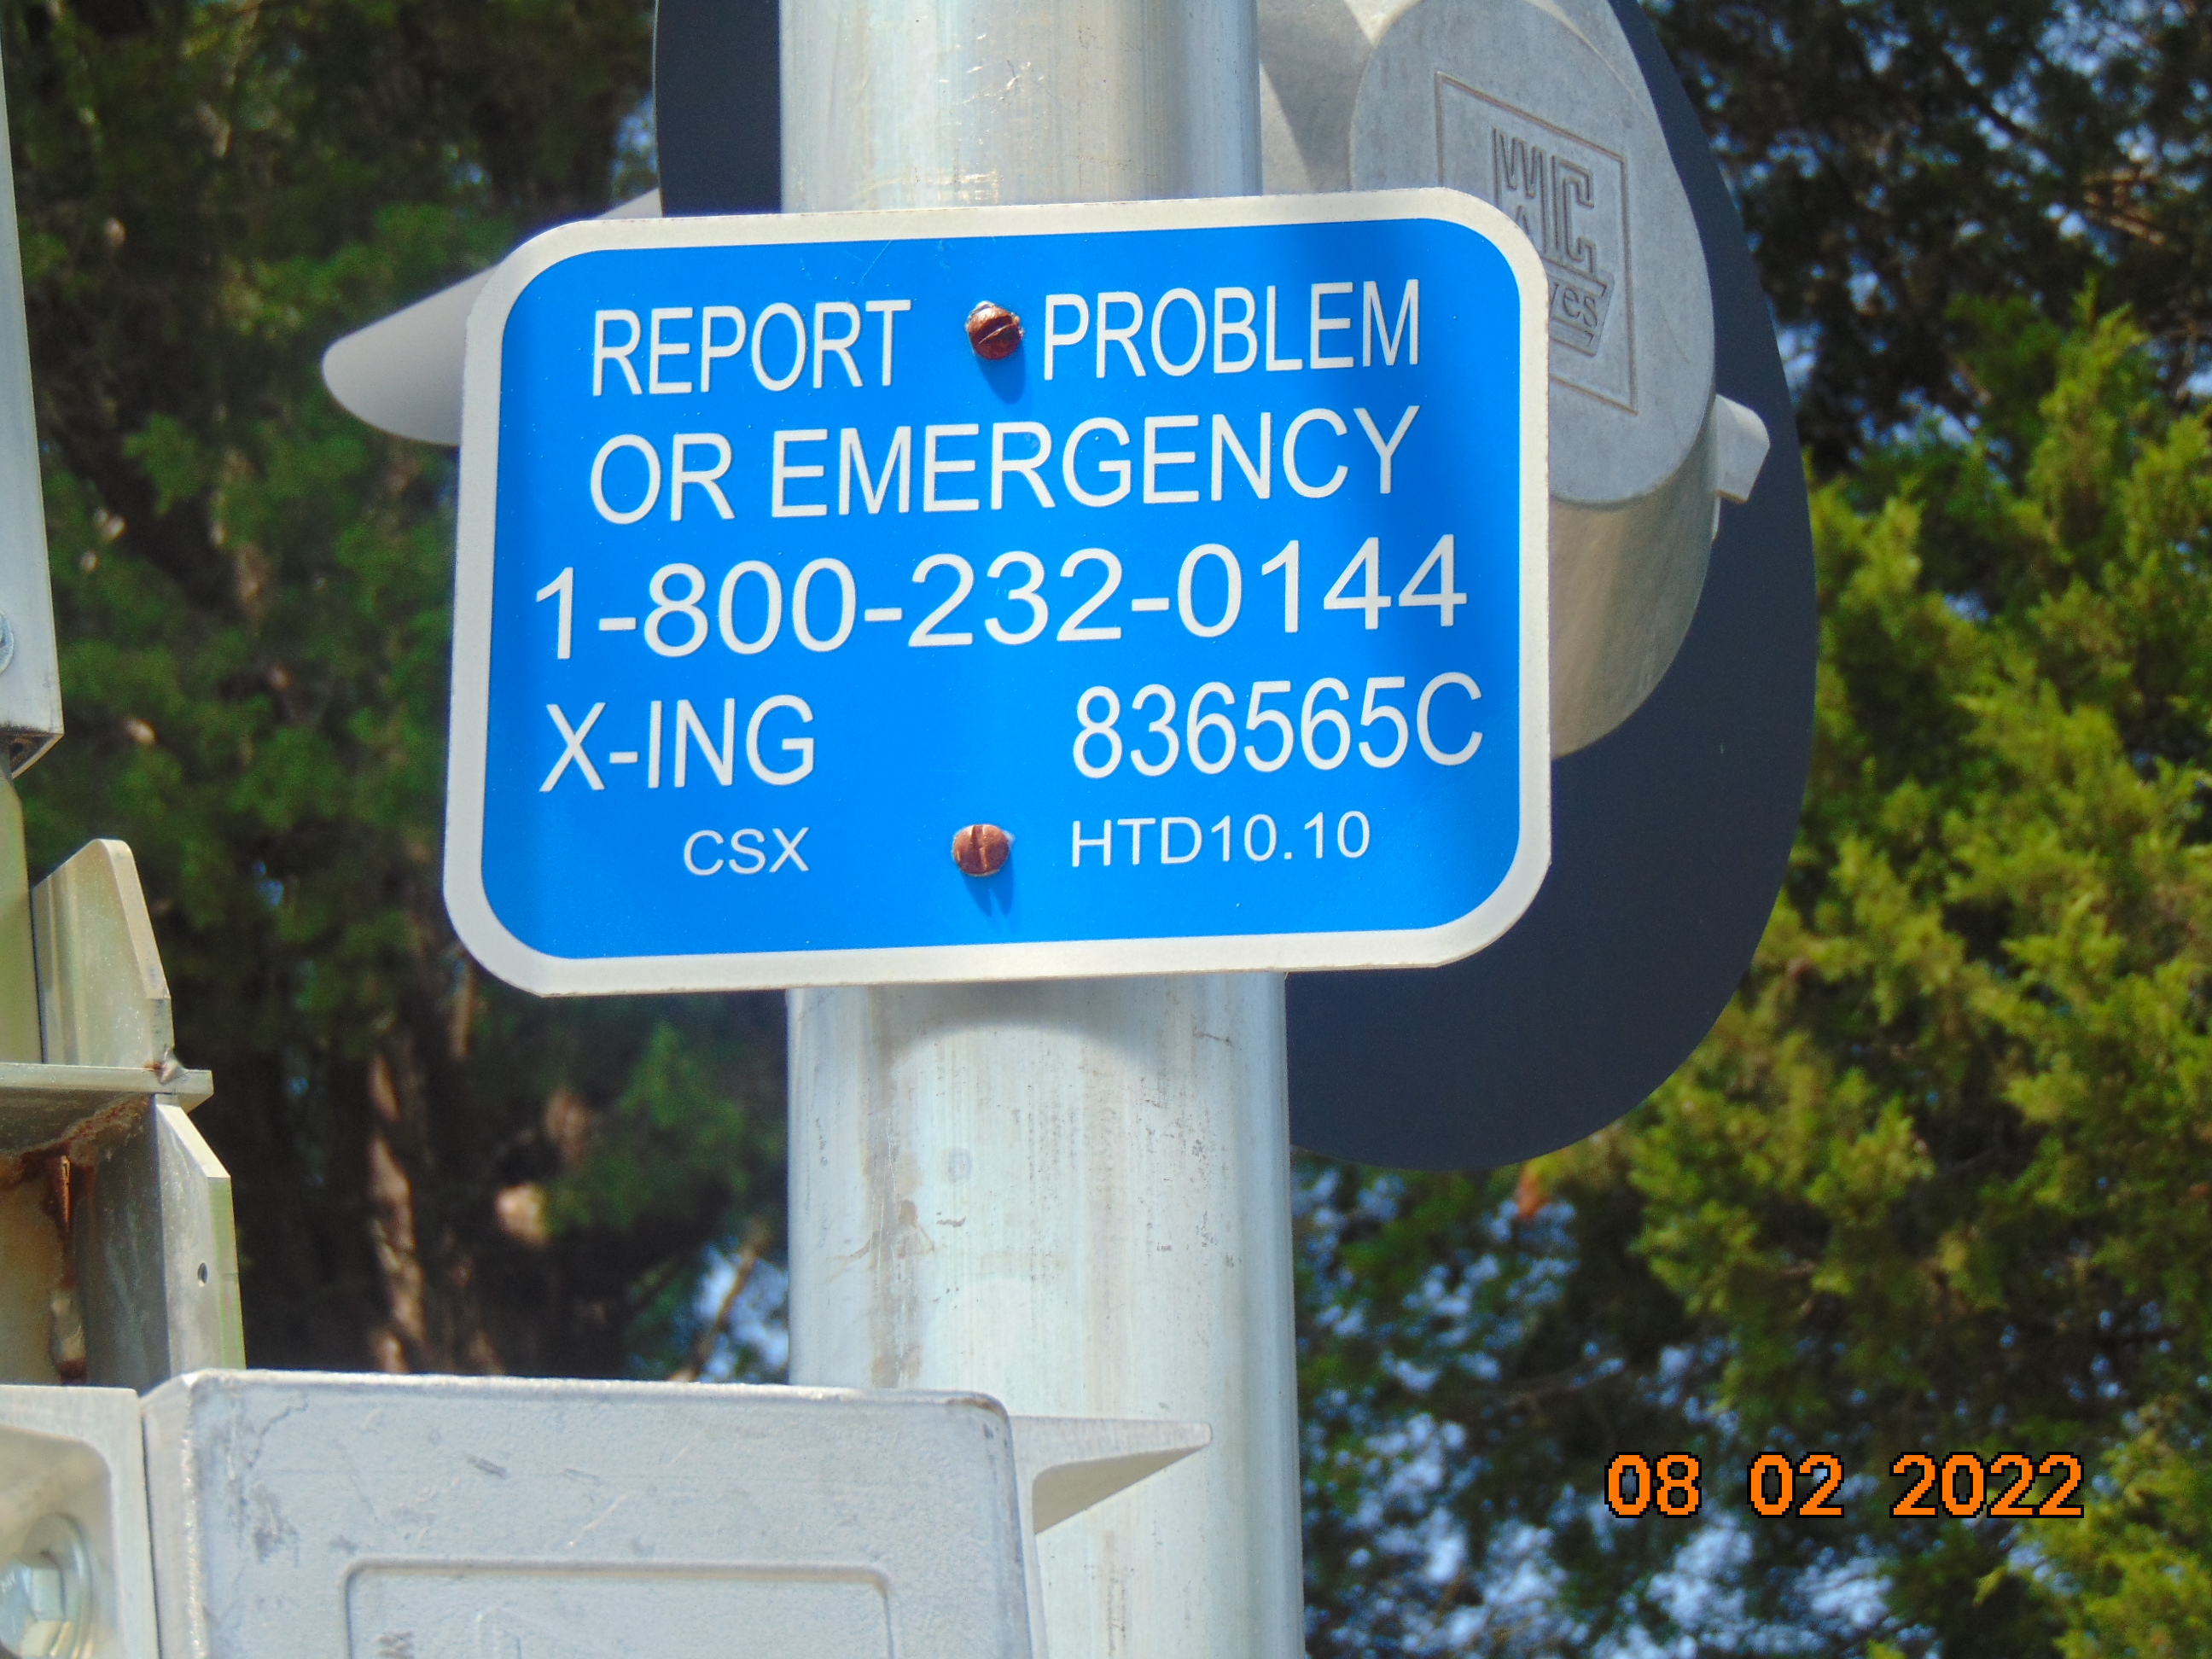 REPORT PROBLEM
OR EMERGENCY
1-800-232-0144
X-ING 836565C
CSX HTD10.10
08 02 2022